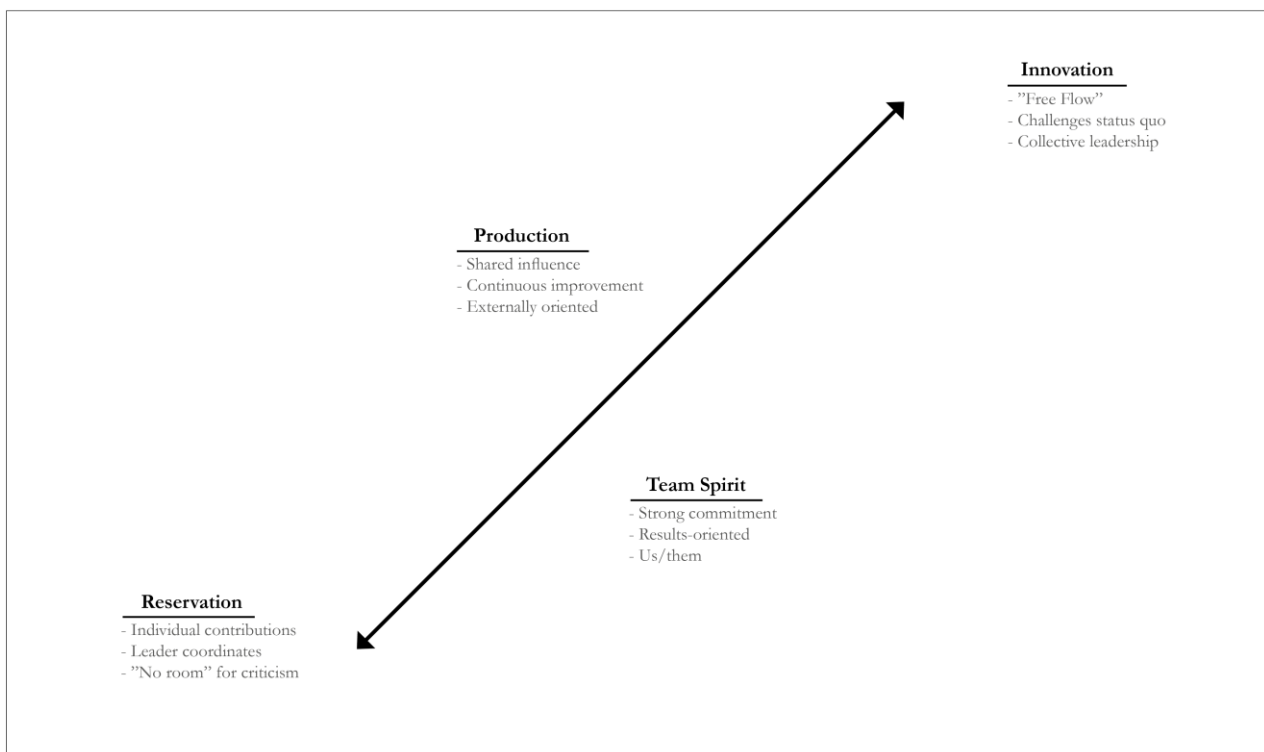 Innovation
- ”Free Flow”
- Challenges status quo
- Collective leadership
Production
- Shared influence
- Continuous improvement
- Externally oriented
Team Spirit
- Strong commitment
- Results-oriented
- Us/them
Reservation
- Individual contributions
- Leader coordinates
- ”No room” for criticism